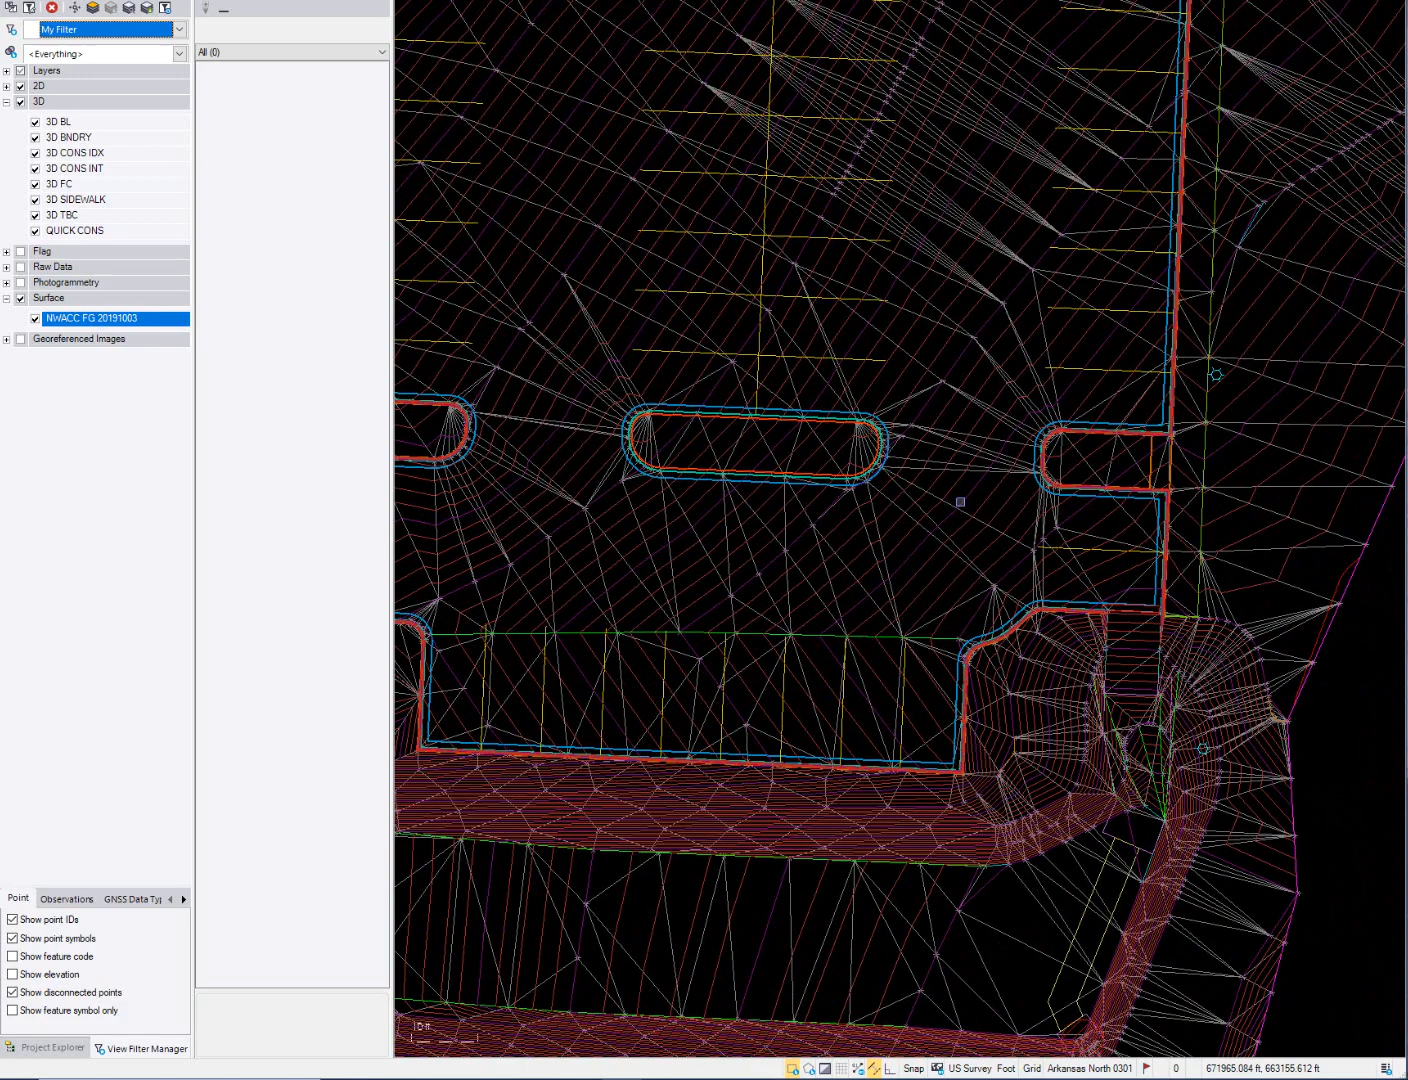 My Filter
<Everything>
All (0)
Layers
2D
3D
3D BL
3D BNDRY
3D CONS IDX
3D CONS INT
3D FC
3D SIDEWALK
3D TBC
QUICK CONS
Flag
Raw Data
Photogrammetry
Surface
NWACC FG 20191003
Georeferenced Images
Point Observations GNSS Data Ty
Show point IDs
Show point symbols
Show feature code
Show elevation
Show disconnected points
Show feature symbol only
Project Explorer View Filter Manager
Snap US Survey Foot Grid Arkansas North 0301 0 671965.084 ft, 663155.612 ft